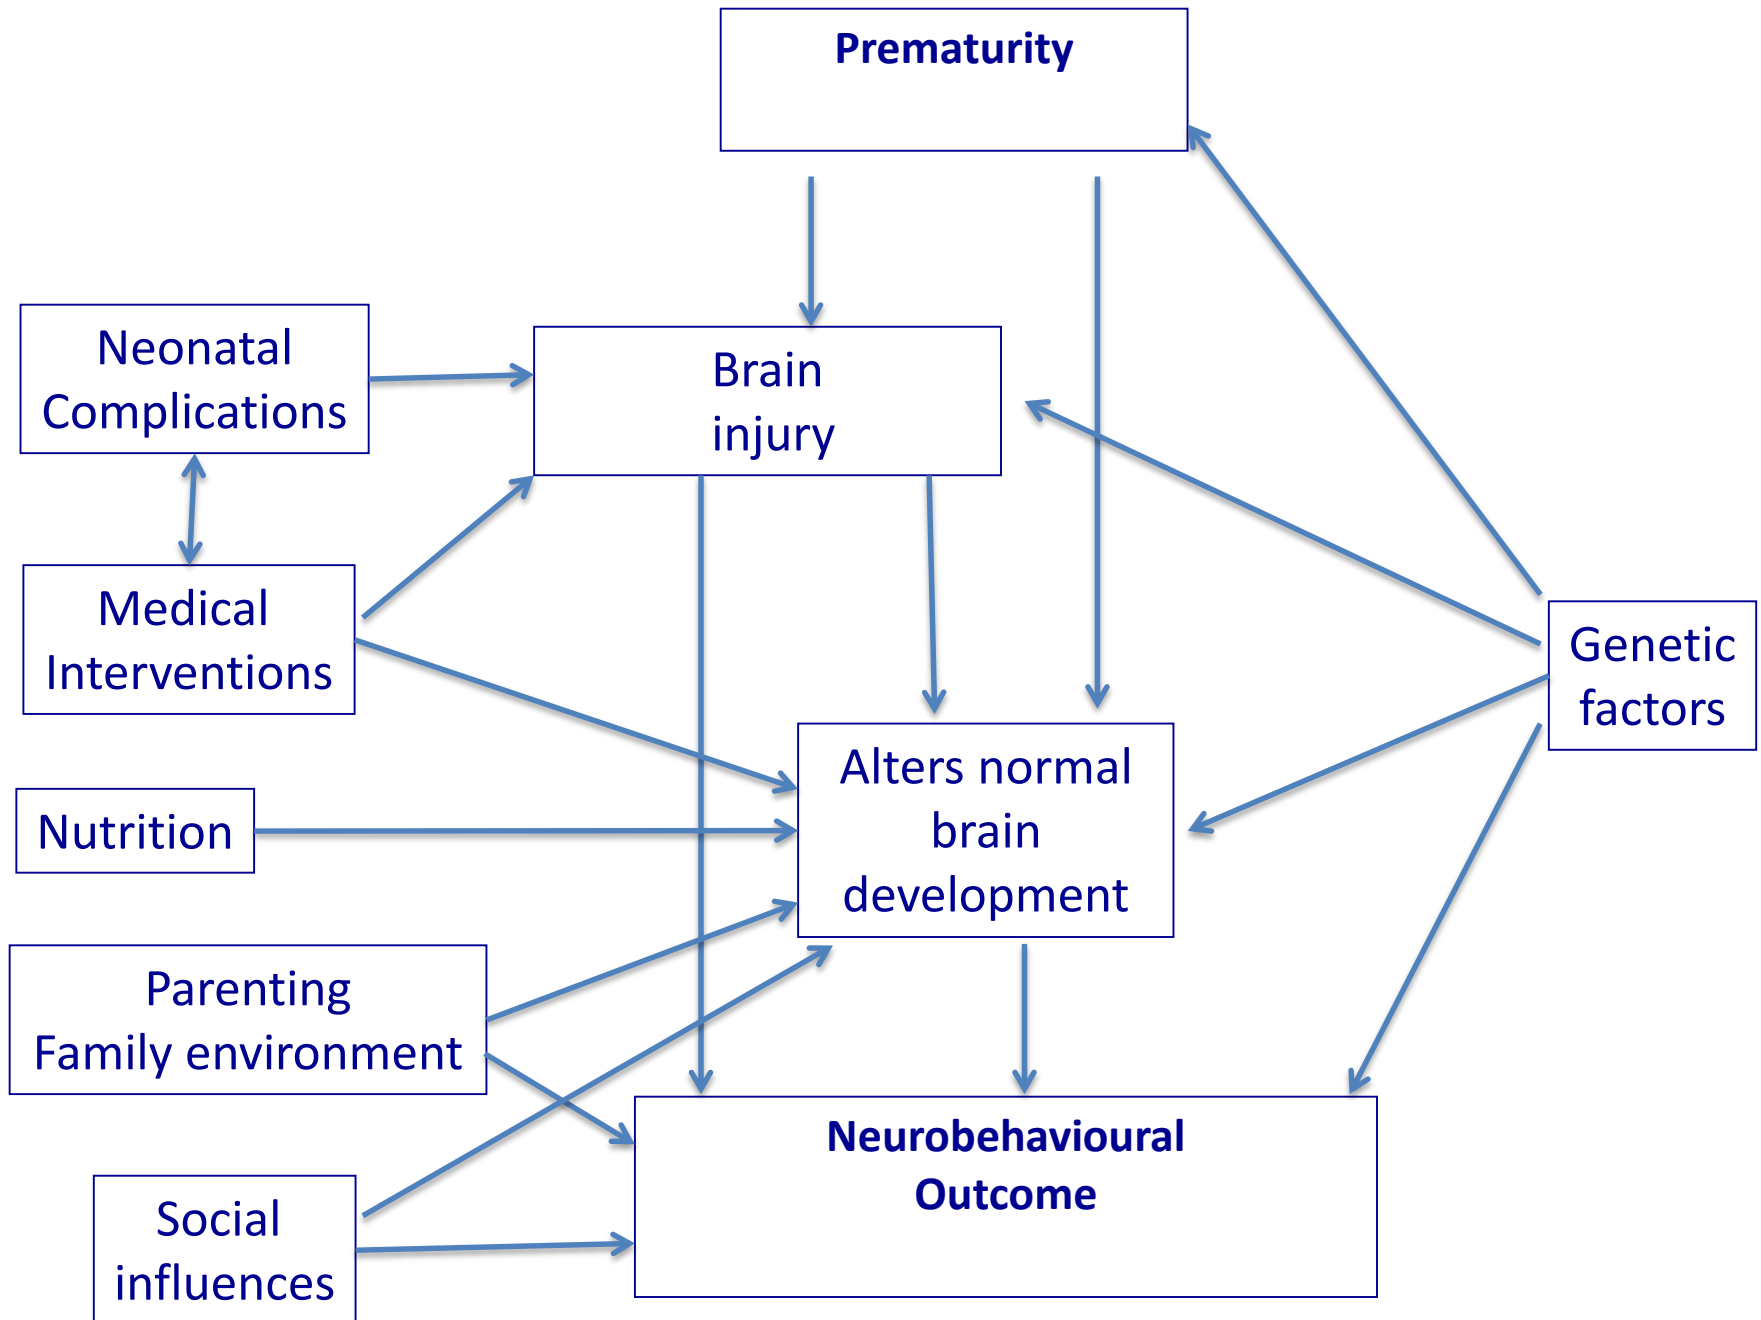 Prematurity
Neonatal
Complications
Brain
injury
Medical
Interventions
Genetic
factors
Alters normal
brain
development
Nutrition
Parenting
Family environment
Neurobehavioural
Outcome
Social
influences